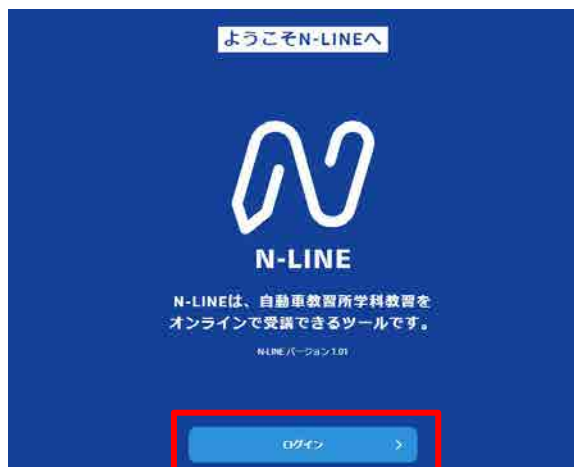 ようこそN-LINEへ
N-LINE
N-LINEは、自動車教習所学科教習を
オンラインで受講できるツールです。
N-LINE バージョン 1.01
ログイン